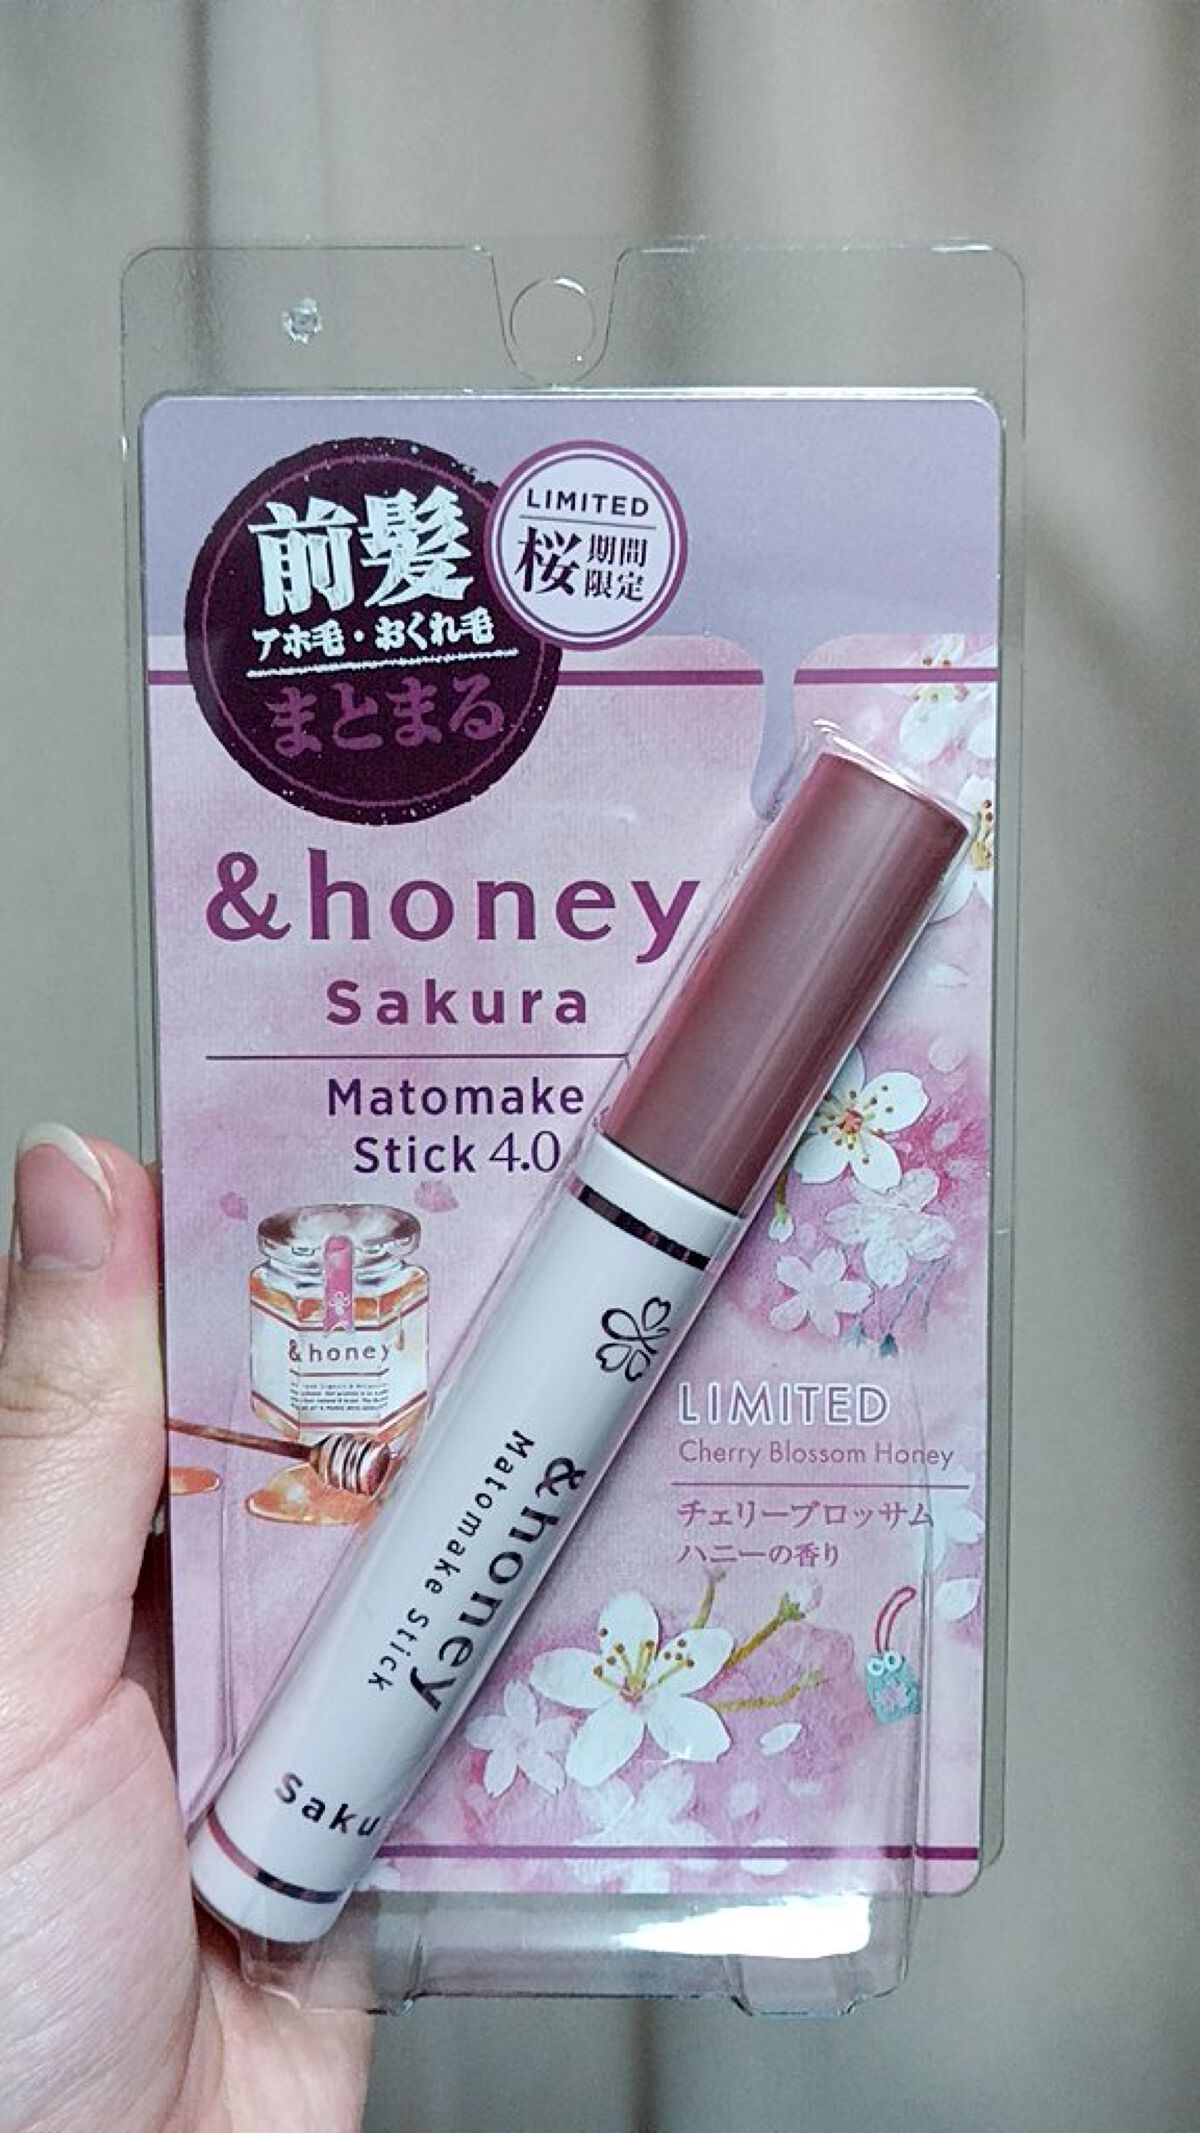 前髪
アホ毛・おくれ毛
まとまる
LIMITED
桜 期間
限定
&honey
Sakura
Matomake
Stick 4.0
&honey
LIMITED
Cherry Blossom Honey
チェリーブロッサム
ハニーの香り
&honey
Matomake Stick
Saku